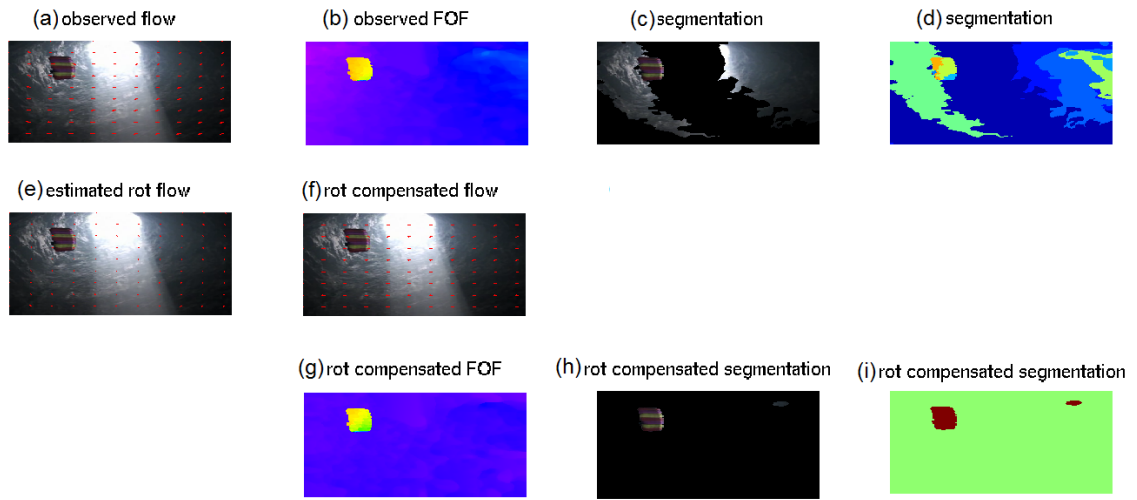 (a) observed flow
(b) observed FOF
(c) segmentation
(d) segmentation
(e) estimated rot flow
(f) rot compensated flow
(g) rot compensated FOF
(h) rot compensated segmentation
(i) rot compensated segmentation